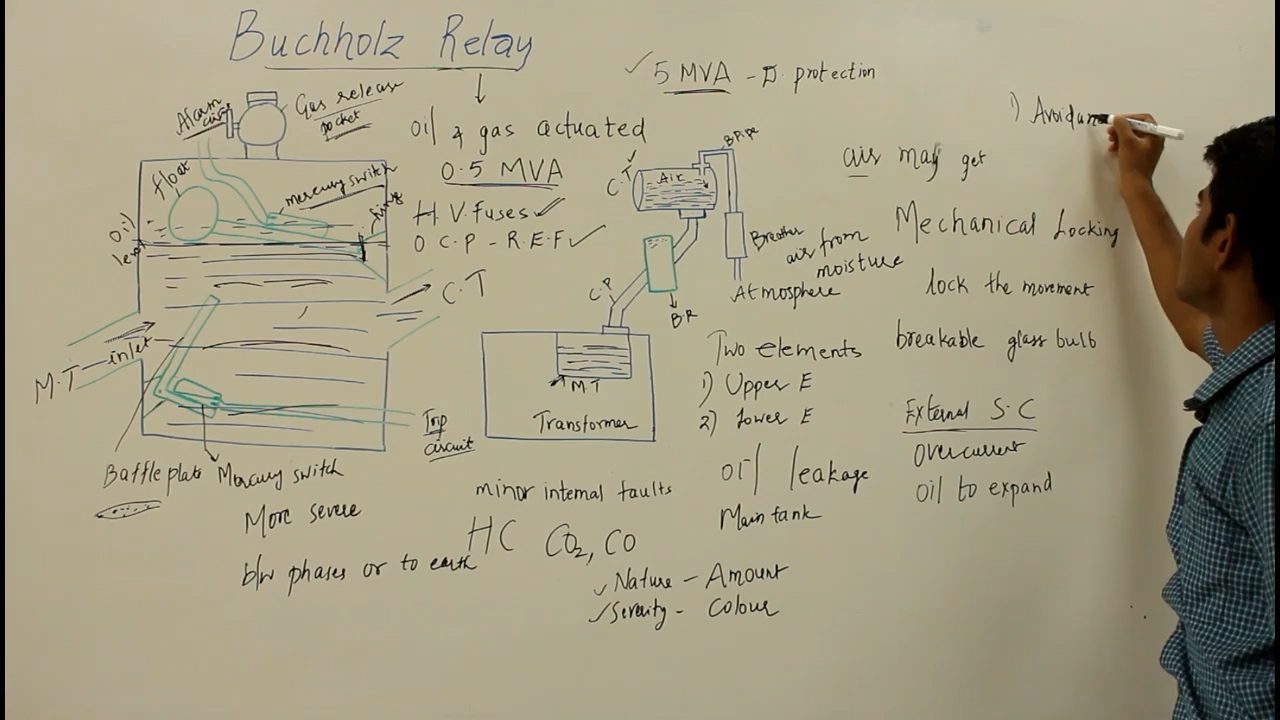 Buchholz Relay
Oil & gas actuated
0.5 MVA
H.V. Fuses
O.C.P - R.E.F
5 MVA - D. protection
Alarm
Gas release
pocket
float
mercury switch
hinge
Oil
level
C.T
M.T
inlet
Trip
circuit
Baffle plate
Mercury switch
More severe
b/w phases or to earth
C.T
Air
B.Pipe
Breather
air from
moisture
Atmosphere
C.P
B.R
M T
Transformer
minor internal faults
HC CO2, CO
Nature - Amount
Severity - Colour
Two elements
1) Upper E
2) Lower E
Oil leakage
Main tank
air may get
Mechanical Locking
lock the movement
breakable glass bulb
External S.C
Overcurrent
oil to expand
1)